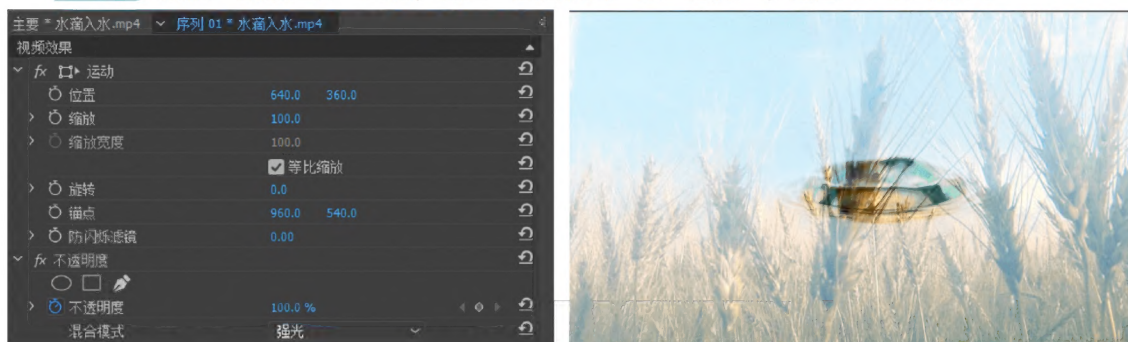 主要 * 水滴入水.mp4 序列 01 * 水滴入水.mp4
视频效果
fx 运动
位置 640.0 360.0
缩放 100.0
缩放宽度 100.0
等比缩放
旋转 0.0
锚点 960.0 540.0
防闪烁滤镜 0.00
fx 不透明度
不透明度 100.0 %
混合模式 强光